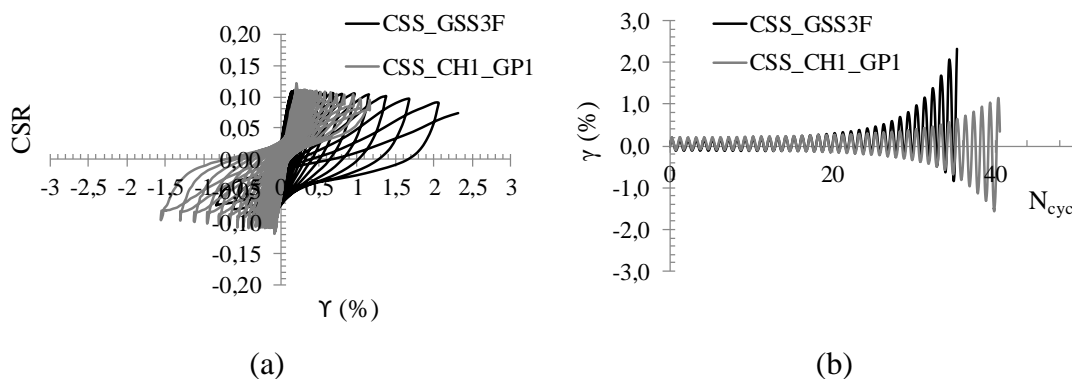 CSR
0,20
0,15
0,10
0,05
0,00
-0,05
-0,10
-0,15
-0,20
-3 -2,5 -2 -1,5 -1 0 0,5 1 1,5 2 2,5 3
ϒ (%)
CSS_GSS3F
CSS_CH1_GP1
(a)
γ (%)
3,0
2,0
1,0
0,0
-1,0
-2,0
-3,0
0 20 40
Ncyc
CSS_GSS3F
CSS_CH1_GP1
(b)